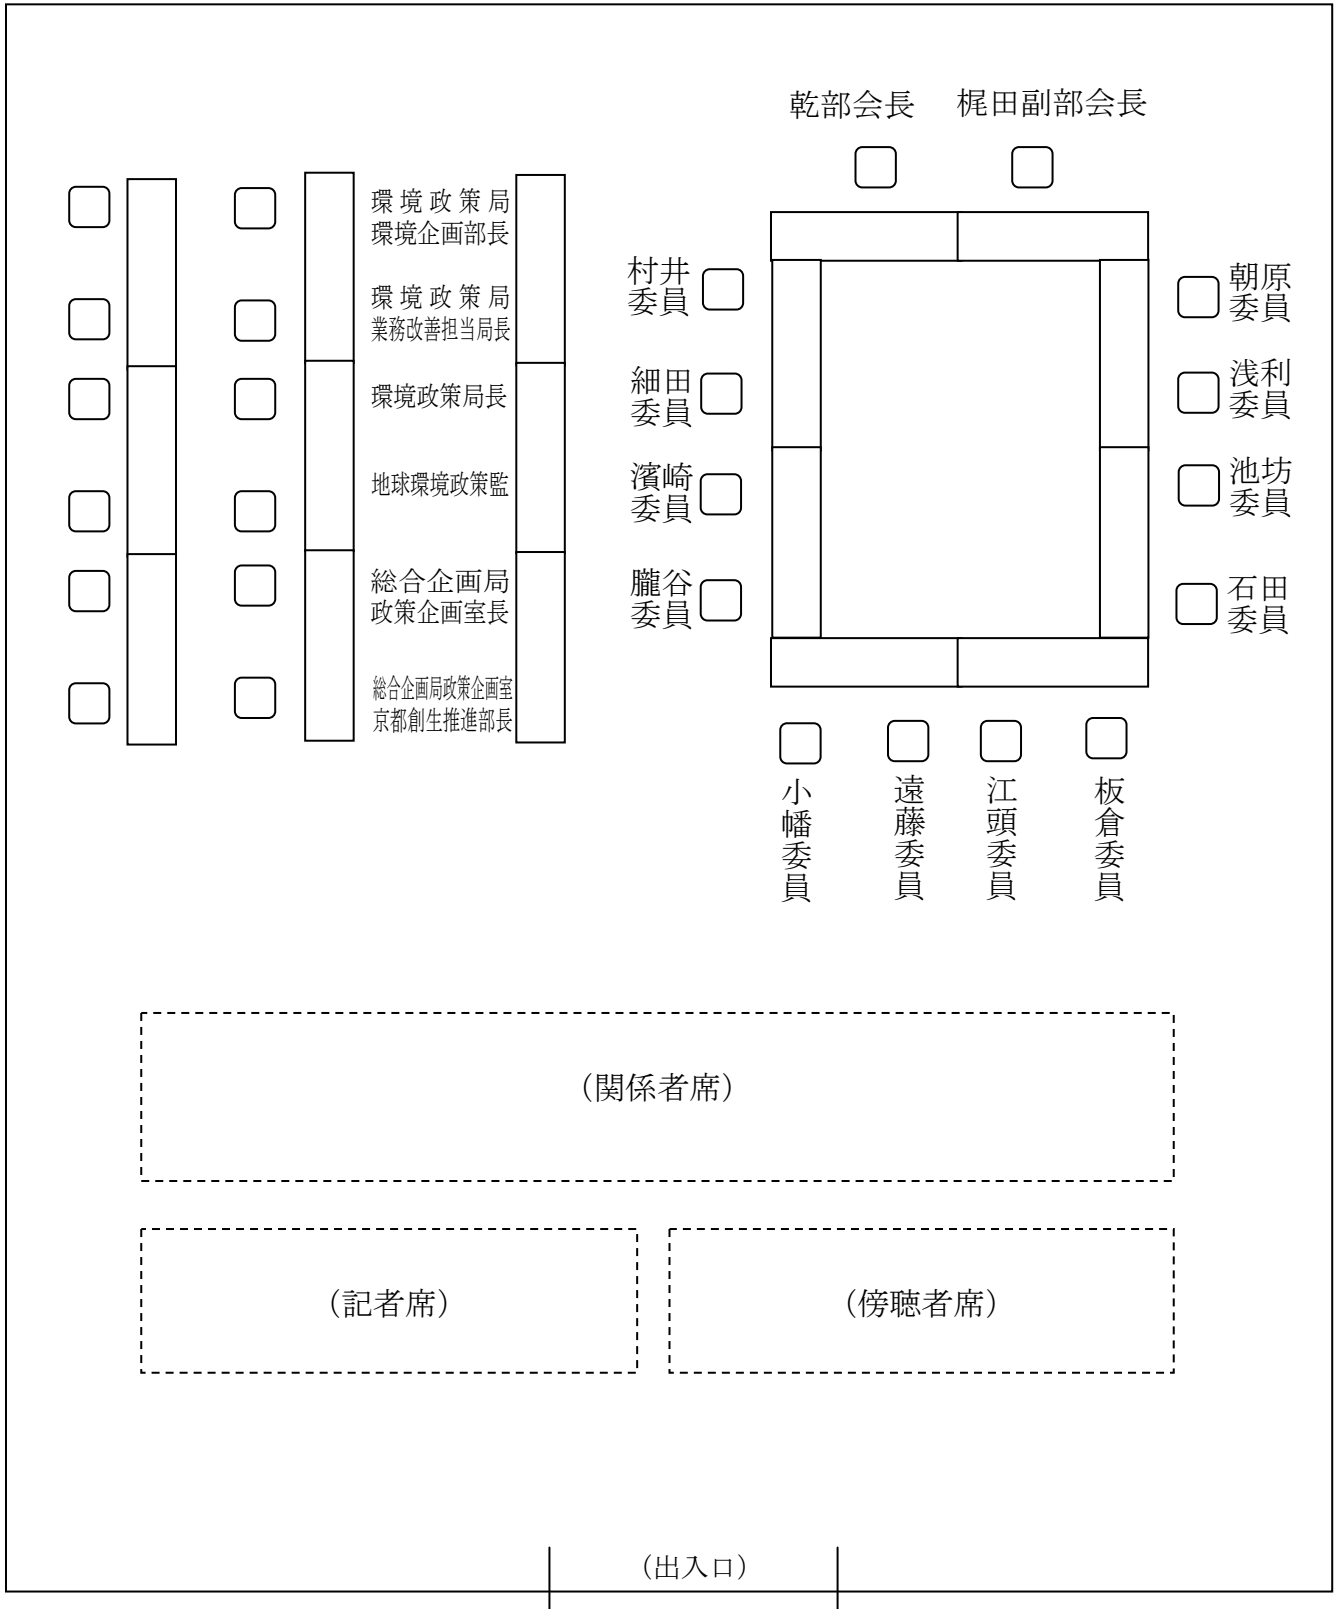 乾部会長
梶田副部会長
環境政策局
環境企画部長
環境政策局
業務改善担当局長
環境政策局長
地球環境政策監
総合企画局
政策企画室長
総合企画局政策企画室
京都創生推進部長
村井
委員
細田
委員
濱崎
委員
朧谷
委員
朝原
委員
浅利
委員
池坊
委員
石田
委員
小幡委員
遠藤委員
江頭委員
板倉委員
（関係者席）
（記者席）
（傍聴者席）
（出入口）